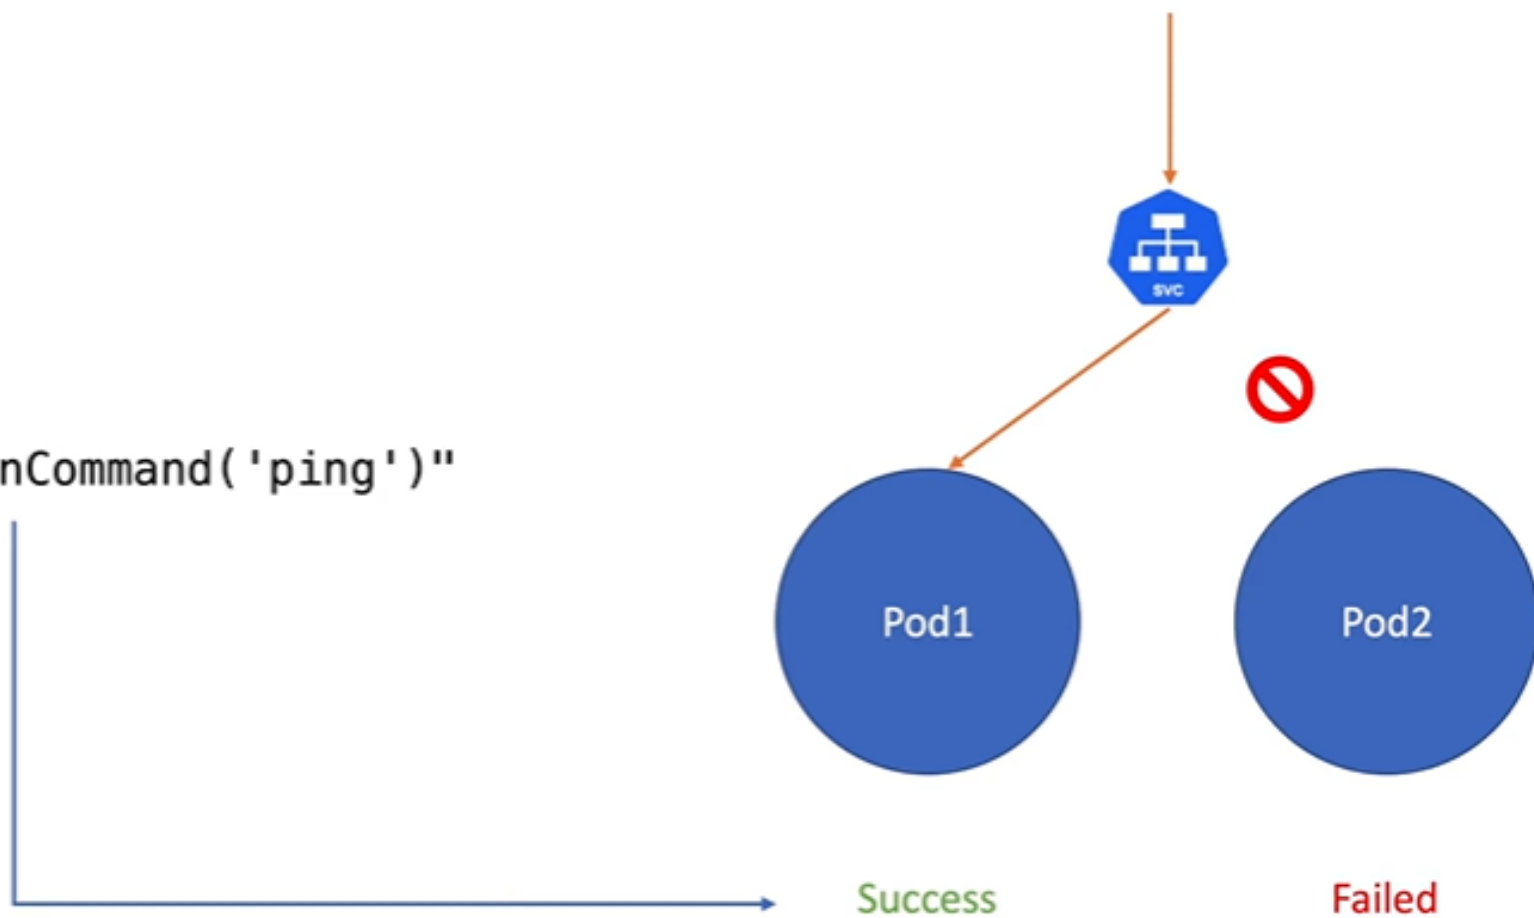 svc
nCommand('ping')"
Pod1
Pod2
Success
Failed